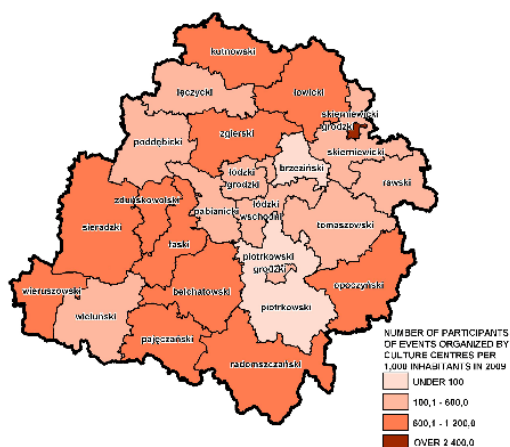 kutnowski
łęczycki
łowicki
skierniewicki
grodzki
zgierski
poddębicki
skierniewicki
brzeziński
łódzki
grodzki
rawski
zduńskowolski
pabianicki
łódzki
wschodni
sieradzki
tomaszowski
łaski
piotrkowski
grodzki
wieruszowski
bełchatowski
opoczyński
wieluński
piotrkowski
pajęczański
radomszczański
NUMBER OF PARTICIPANTS
OF EVENTS ORGANIZED BY
CULTURE CENTRES PER
1,000 INHABITANTS IN 2009
UNDER 100
100,1 - 600,0
600,1 - 1 200,0
OVER 2 400,0